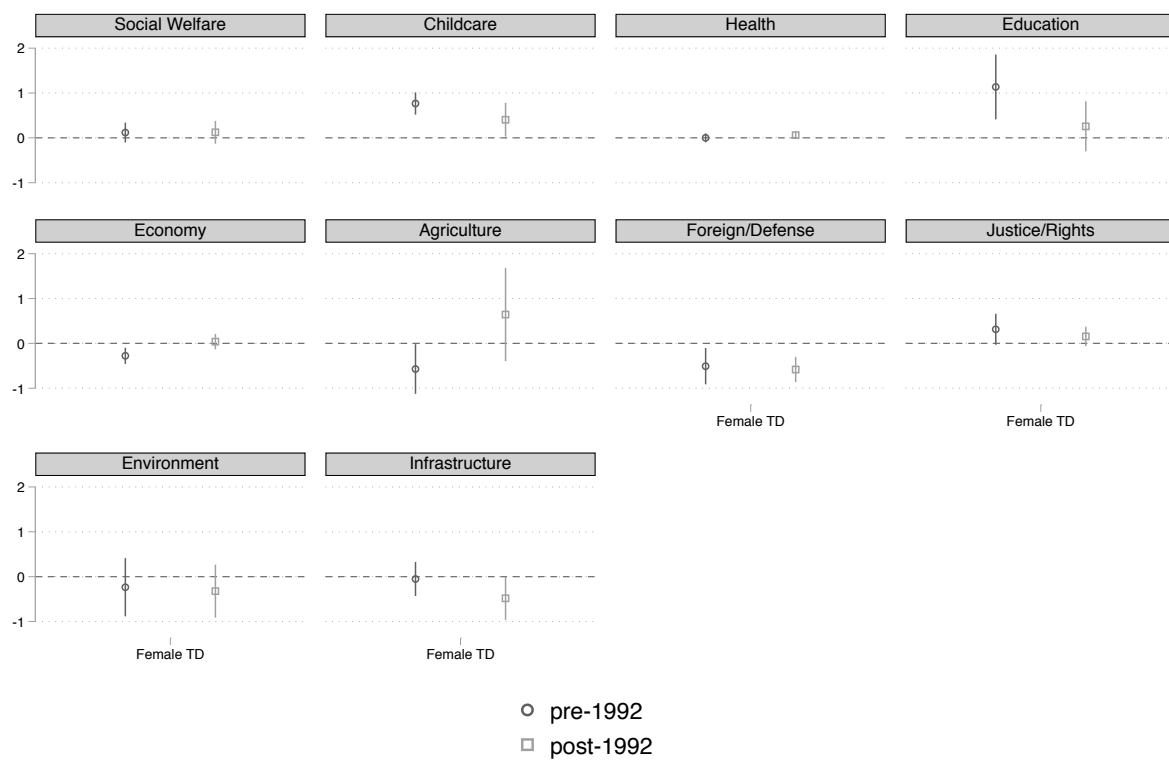 Social Welfare Childcare Health Education
2
1
0
-1
Economy Agriculture Foreign/Defense Justice/Rights
2
1
0
-1
Female TD Female TD
Environment Infrastructure
2
1
0
-1
Female TD Female TD
pre-1992
post-1992